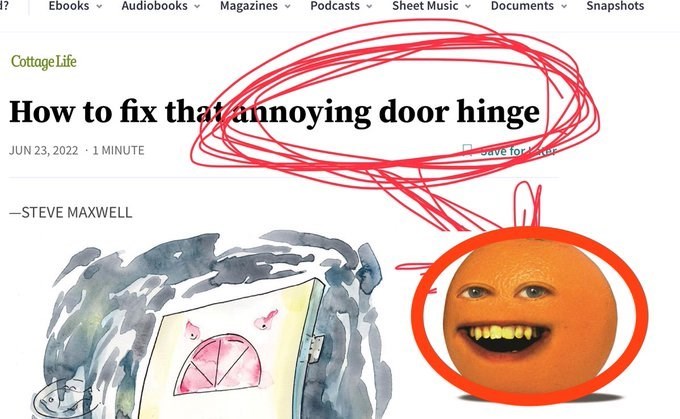 d?
Ebooks
Audiobooks
Magazines
Podcasts
Sheet Music
Documents
Snapshots
Cottage Life
How to fix that annoying door hinge
JUN 23, 2022 · 1 MINUTE
Save for
—STEVE MAXWELL